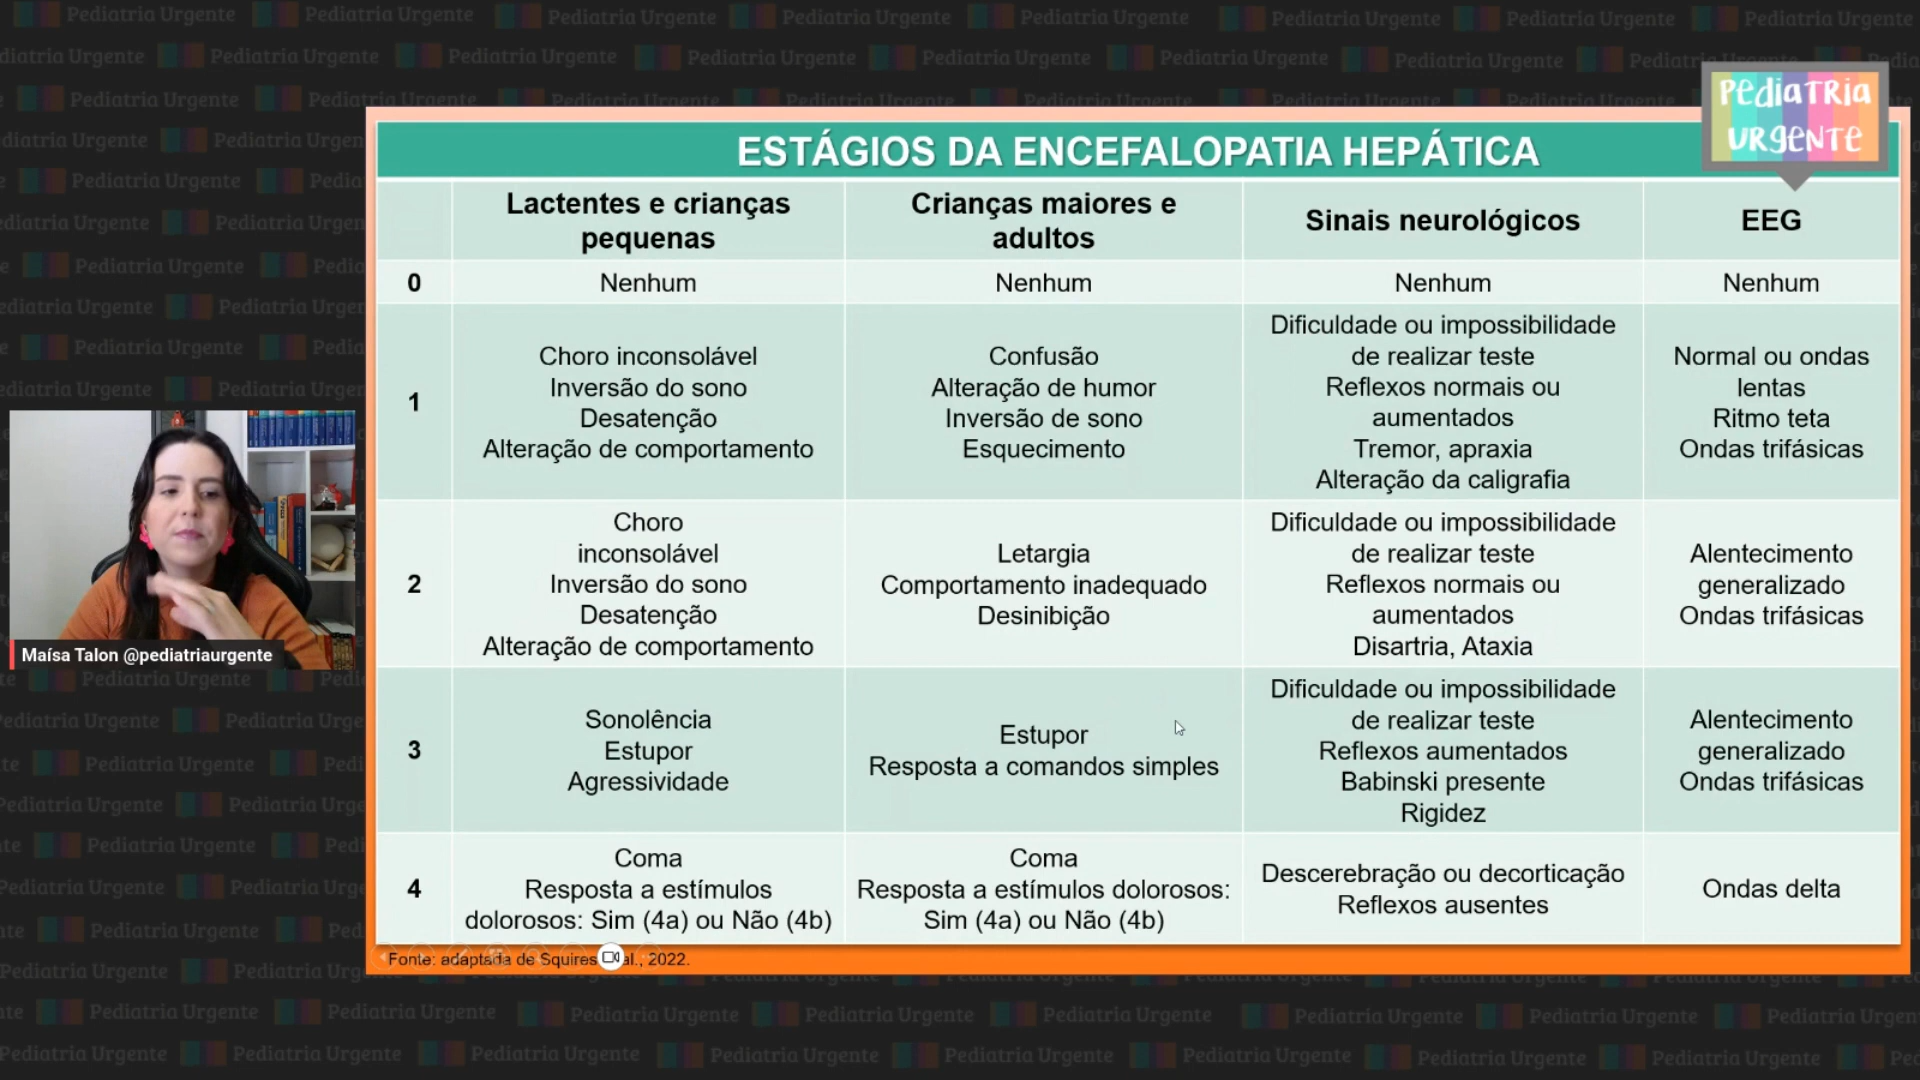 PEDIATRIA
URGENTE
ESTÁGIOS DA ENCEFALOPATIA HEPÁTICA
Lactentes e crianças
pequenas
Crianças maiores e
adultos
Sinais neurológicos
EEG
0
Nenhum
Nenhum
Nenhum
Nenhum
1
Choro inconsolável
Inversão do sono
Desatenção
Alteração de comportamento
Confusão
Alteração de humor
Inversão de sono
Esquecimento
Dificuldade ou impossibilidade
de realizar teste
Reflexos normais ou
aumentados
Tremor, apraxia
Alteração da caligrafia
Normal ou ondas
lentas
Ritmo teta
Ondas trifásicas
2
Choro
inconsolável
Inversão do sono
Desatenção
Alteração de comportamento
Letargia
Comportamento inadequado
Desinibição
Dificuldade ou impossibilidade
de realizar teste
Reflexos normais ou
aumentados
Disartria, Ataxia
Alentecimento
generalizado
Ondas trifásicas
3
Sonolência
Estupor
Agressividade
Estupor
Resposta a comandos simples
Dificuldade ou impossibilidade
de realizar teste
Reflexos aumentados
Babinski presente
Rigidez
Alentecimento
generalizado
Ondas trifásicas
4
Coma
Resposta a estímulos
dolorosos: Sim (4a) ou Não (4b)
Coma
Resposta a estímulos dolorosos:
Sim (4a) ou Não (4b)
Descerebração ou decorticação
Reflexos ausentes
Ondas delta
Fonte: adaptada de Squires al., 2022.
Maísa Talon @pediatriaurgente
Pediatria Urgente